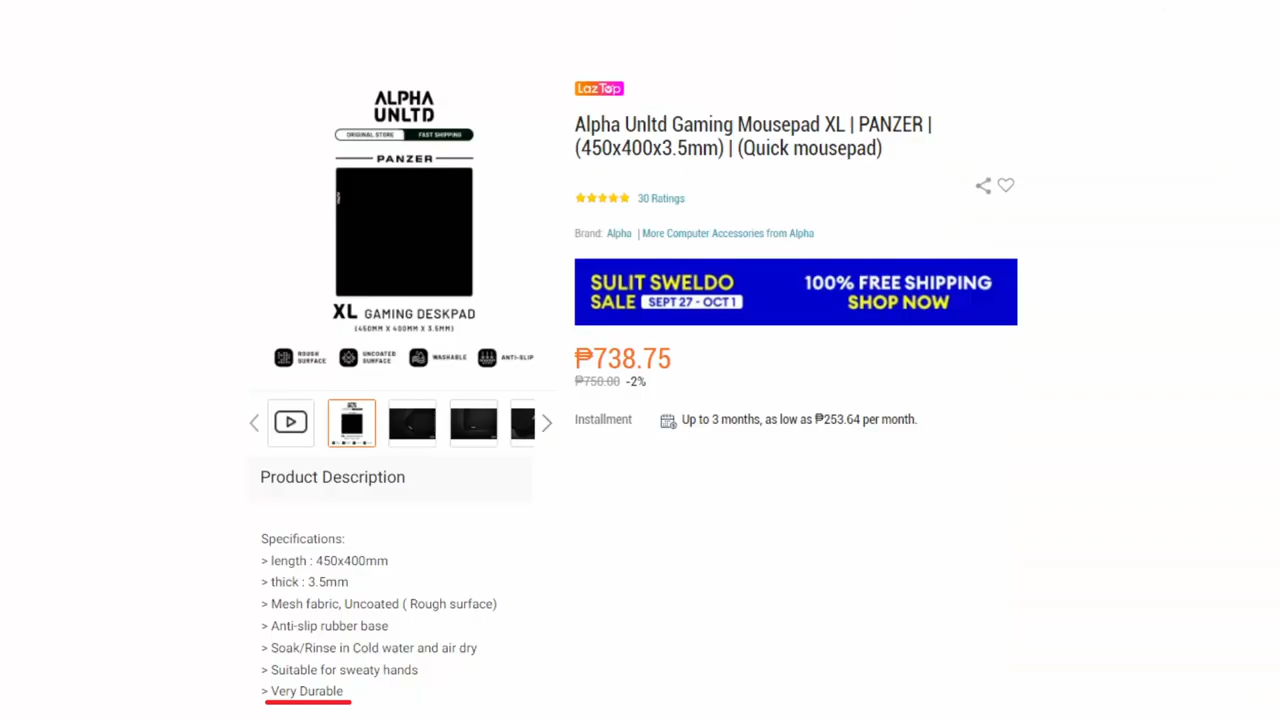 ALPHA
UNLTD
ORIGINAL STORE FAST SHIPPING
PANZER
XL GAMING DESKPAD
(450MM X 400MM X 3.5MM)
ROUGH
SURFACE
UNCOATED
SURFACE
WASHABLE
ANTI-SLIP
LazTop
Alpha Unltd Gaming Mousepad XL | PANZER |
(450x400x3.5mm) | (Quick mousepad)
30 Ratings
Brand: Alpha | More Computer Accessories from Alpha
SULIT SWELDO
SALE SEPT 27 - OCT 1
100% FREE SHIPPING
SHOP NOW
₱738.75
₱750.00 -2%
Installment Up to 3 months, as low as ₱253.64 per month.
Product Description
Specifications:
> length : 450x400mm
> thick : 3.5mm
> Mesh fabric, Uncoated ( Rough surface)
> Anti-slip rubber base
> Soak/Rinse in Cold water and air dry
> Suitable for sweaty hands
> Very Durable